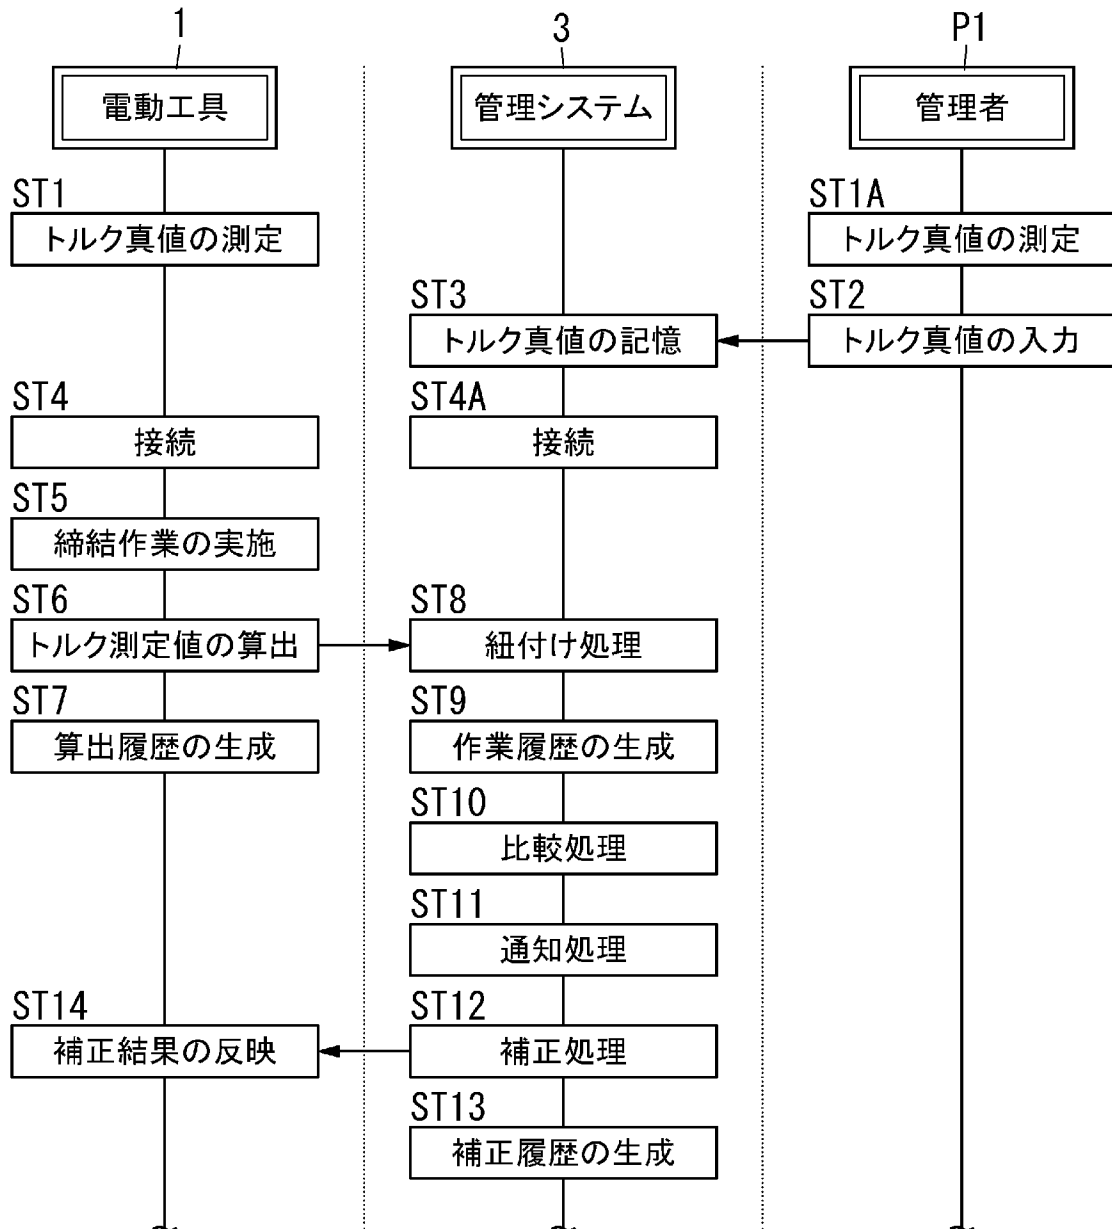 1
3
P1
電動工具
管理システム
管理者
ST1
トルク真値の測定
ST1A
トルク真値の測定
ST3
トルク真値の記憶
ST2
トルク真値の入力
ST4
接続
ST4A
接続
ST5
締結作業の実施
ST6
トルク測定値の算出
ST8
紐付け処理
ST7
算出履歴の生成
ST9
作業履歴の生成
ST10
比較処理
ST11
通知処理
ST14
補正結果の反映
ST12
補正処理
ST13
補正履歴の生成